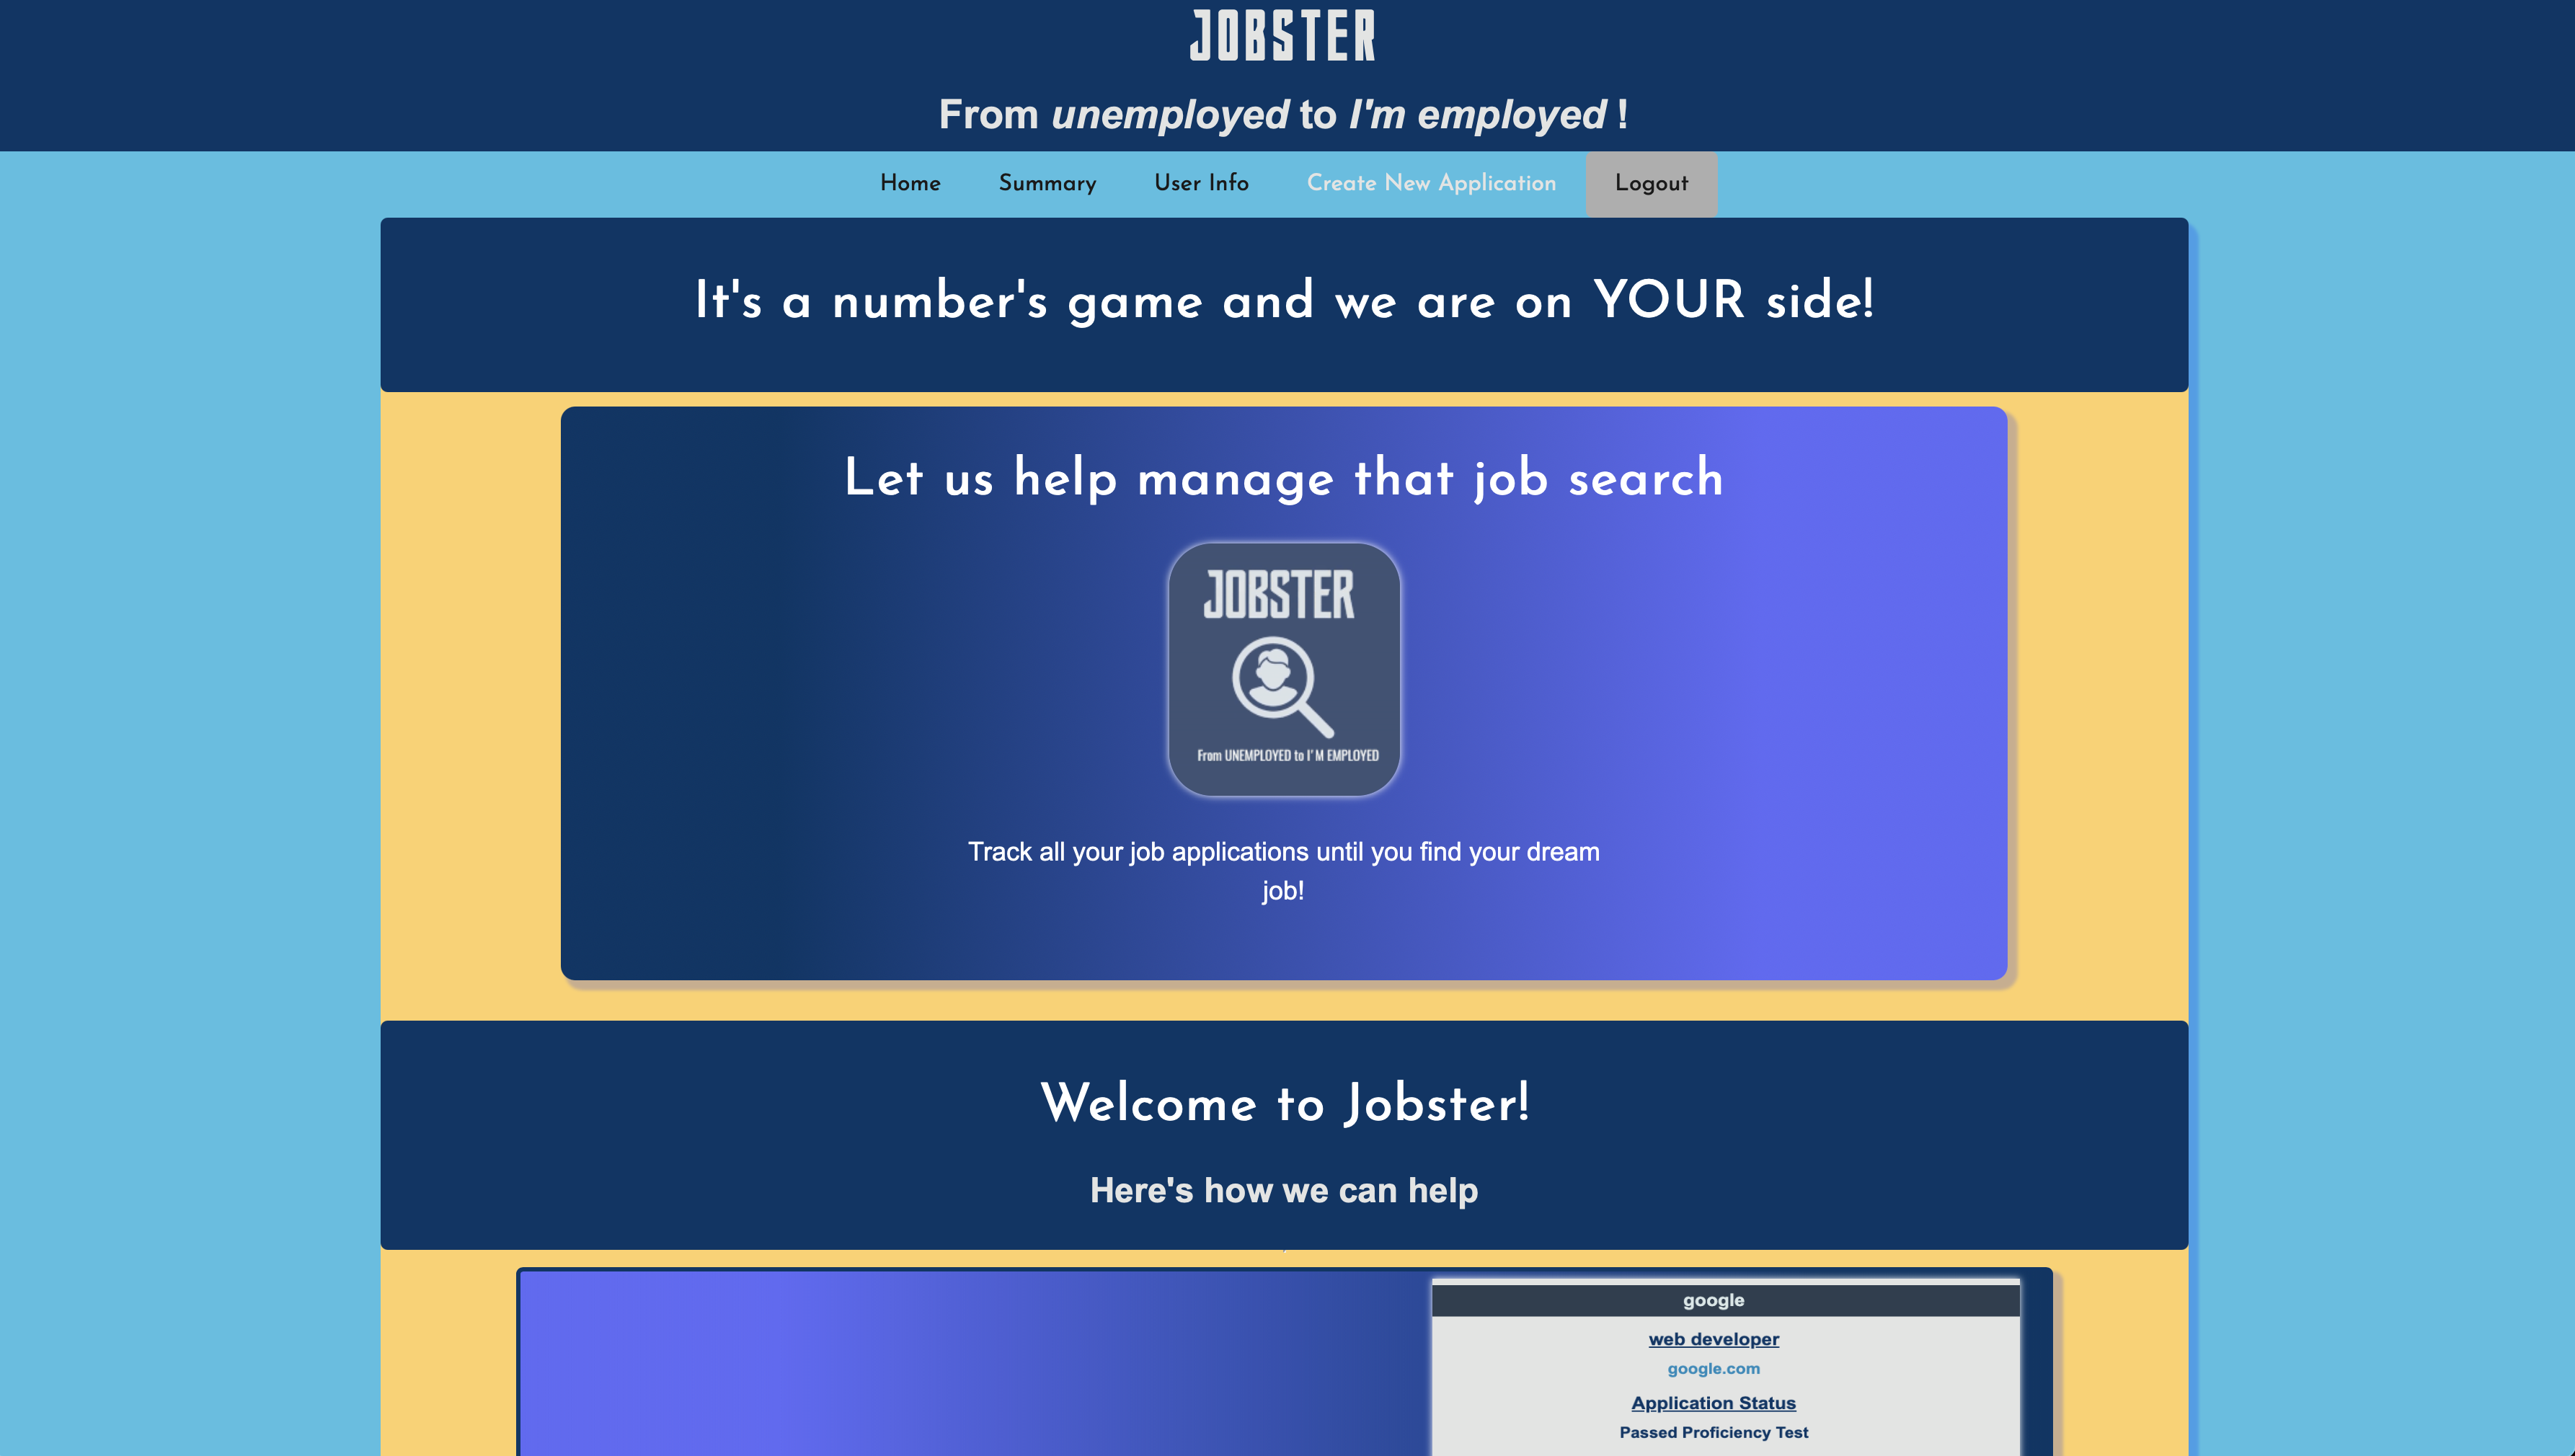 JOBSTER
From unemployed to I'm employed !
Home Summary User Info Create New Application Logout
It's a number's game and we are on YOUR side!
Let us help manage that job search
JOBSTER
From UNEMPLOYED to I'M EMPLOYED
Track all your job applications until you find your dream
job!
Welcome to Jobster!
Here's how we can help
google
web developer
google.com
Application Status
Passed Proficiency Test